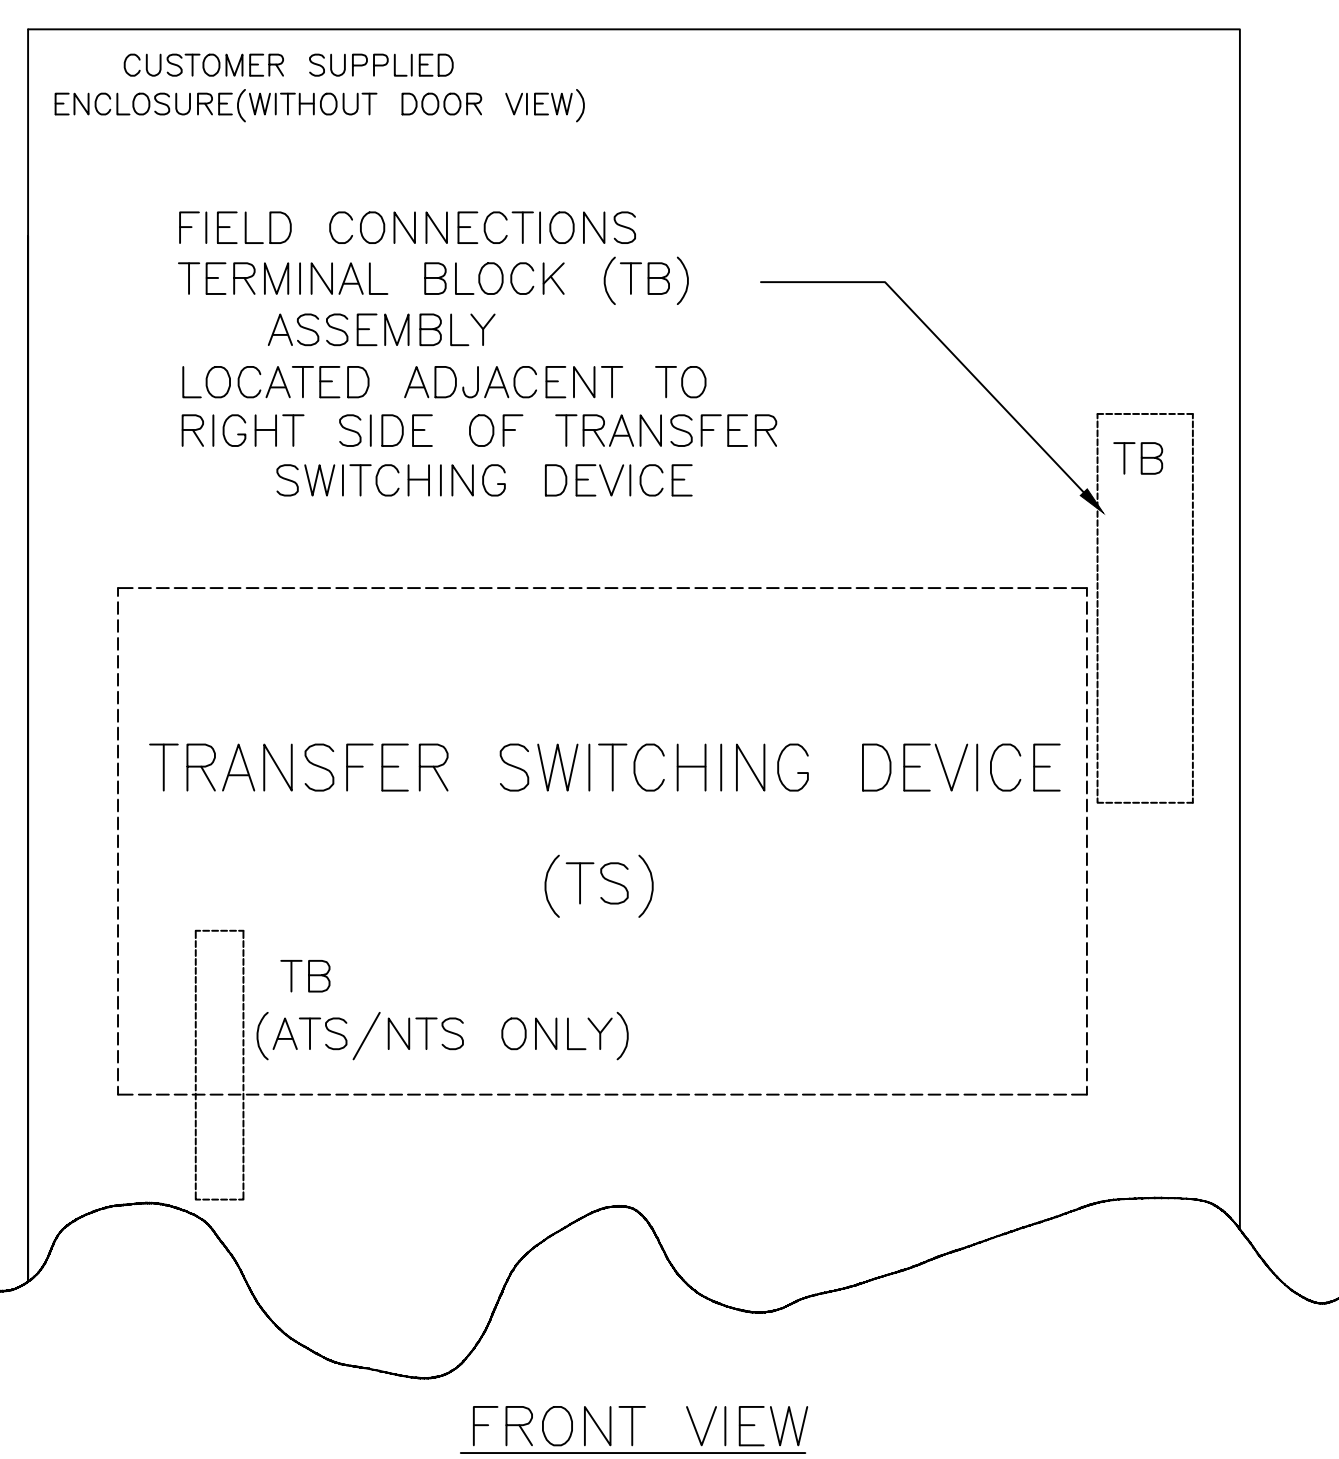 CUSTOMER SUPPLIED
ENCLOSURE(WITHOUT DOOR VIEW)
FIELD CONNECTIONS
TERMINAL BLOCK (TB)
ASSEMBLY
LOCATED ADJACENT TO
RIGHT SIDE OF TRANSFER
SWITCHING DEVICE
TB
TRANSFER SWITCHING DEVICE
(TS)
TB
(ATS/NTS ONLY)
FRONT VIEW